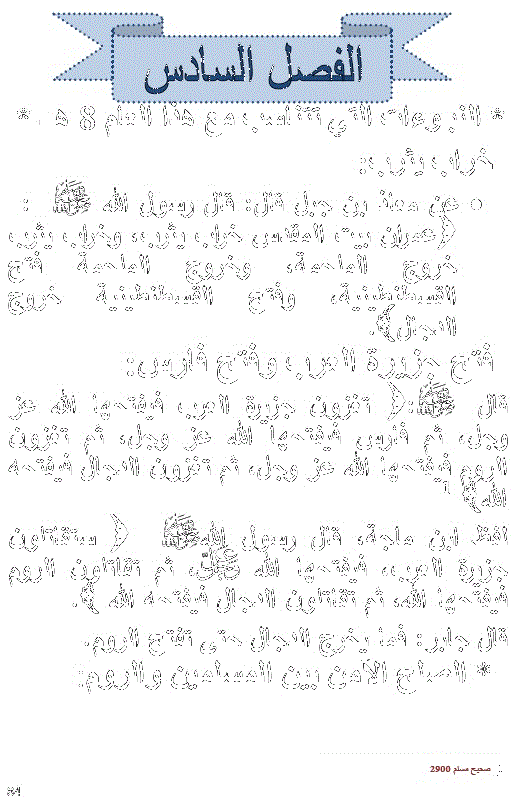 الفصل السادس
* النبوءات التي تتناسب مع هذا العام 8 هـ -*
خراب يثرب:
○ عن معاذ بن جبل قال: قال رسول الله ﷺ :
﴿عمران بيت المقدس خراب يثرب، وخراب يثرب
خروج الملحمة، وخروج الملحمة فتح
القسطنطينية، وفتح القسطنطينية خروج
الدجال﴾.
فتح جزيرة العرب وفتح فارس:
قال ﷺ:﴿ تغزون جزيرة العرب فيفتحها الله عز
وجل، ثم فارس فيفتحها الله عز وجل، ثم تغزون
الروم فيفتحها الله عز وجل، ثم تغزون الدجال فيفتحه
الله﴾ 1
لفظ ابن ماجة، قال رسول اللهﷺ ﴿ ستقاتلون
جزيرة العرب، فيفتحها الله ﷻ، ثم تقاتلون الروم
فيفتحها الله، ثم تقاتلون الدجال فيفتحه الله ﴾.
قال جابر: فما يخرج الدجال حتى تفتح الروم.
* الصلح الآمن بين المسلمين والروم:
1 صحيح مسلم 2900
84